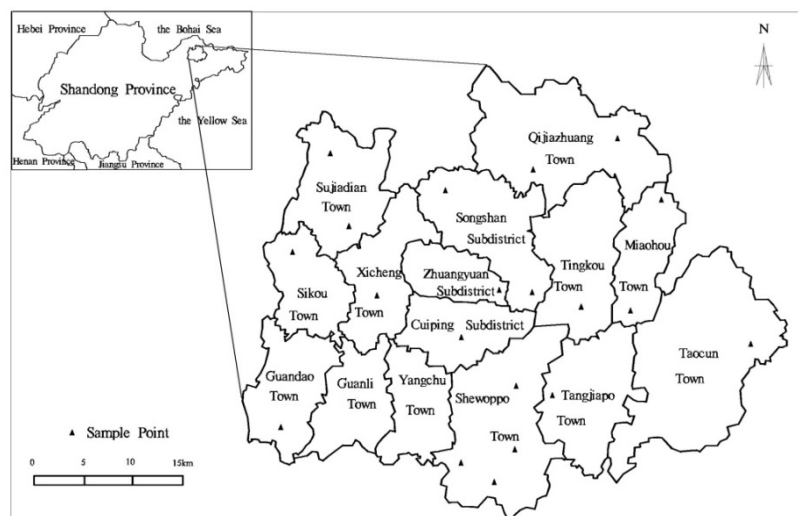 Hebei Province
the Bohai Sea
Shandong Province
the Yellow Sea
Henan Province
Jiangsu Province
N
Qijiazhuang
Town
Sujiadian
Town
Songshan
Subdistrict
Miaohou
Town
Xicheng
Town
Zhuangyuan
Subdistrict
Tingkou
Town
Sikou
Town
Cuiping Subdistrict
Taocun
Town
Guandao
Town
Guanli
Town
Yangchu
Town
Shewoppo
Town
Tangjiapo
Town
Sample Point
0 5 10 15km